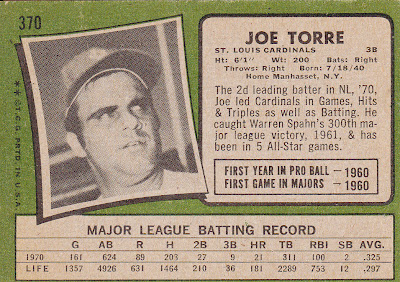 370
JOE TORRE
ST. LOUIS CARDINALS 3B
Ht: 6'1" Wt: 200 Bats: Right
Throws: Right Born: 7/18/40
Home Manhasset, N.Y.
The 2d leading batter in NL, '70,
Joe led Cardinals in Games, Hits
& Triples as well as Batting. He
caught Warren Spahn's 300th ma-
jor league victory, 1961, & has
been in 5 All-Star games.
FIRST YEAR IN PRO BALL — 1960
FIRST GAME IN MAJORS — 1960
** ©T.C.G. PRTD. IN U.S.A.
MAJOR LEAGUE BATTING RECORD
G AB R H 2B 3B HR TB RBI SB AVG.
1970 161 624 89 203 27 9 21 311 100 2 .325
LIFE 1357 4926 631 1464 210 36 181 2289 753 12 .297